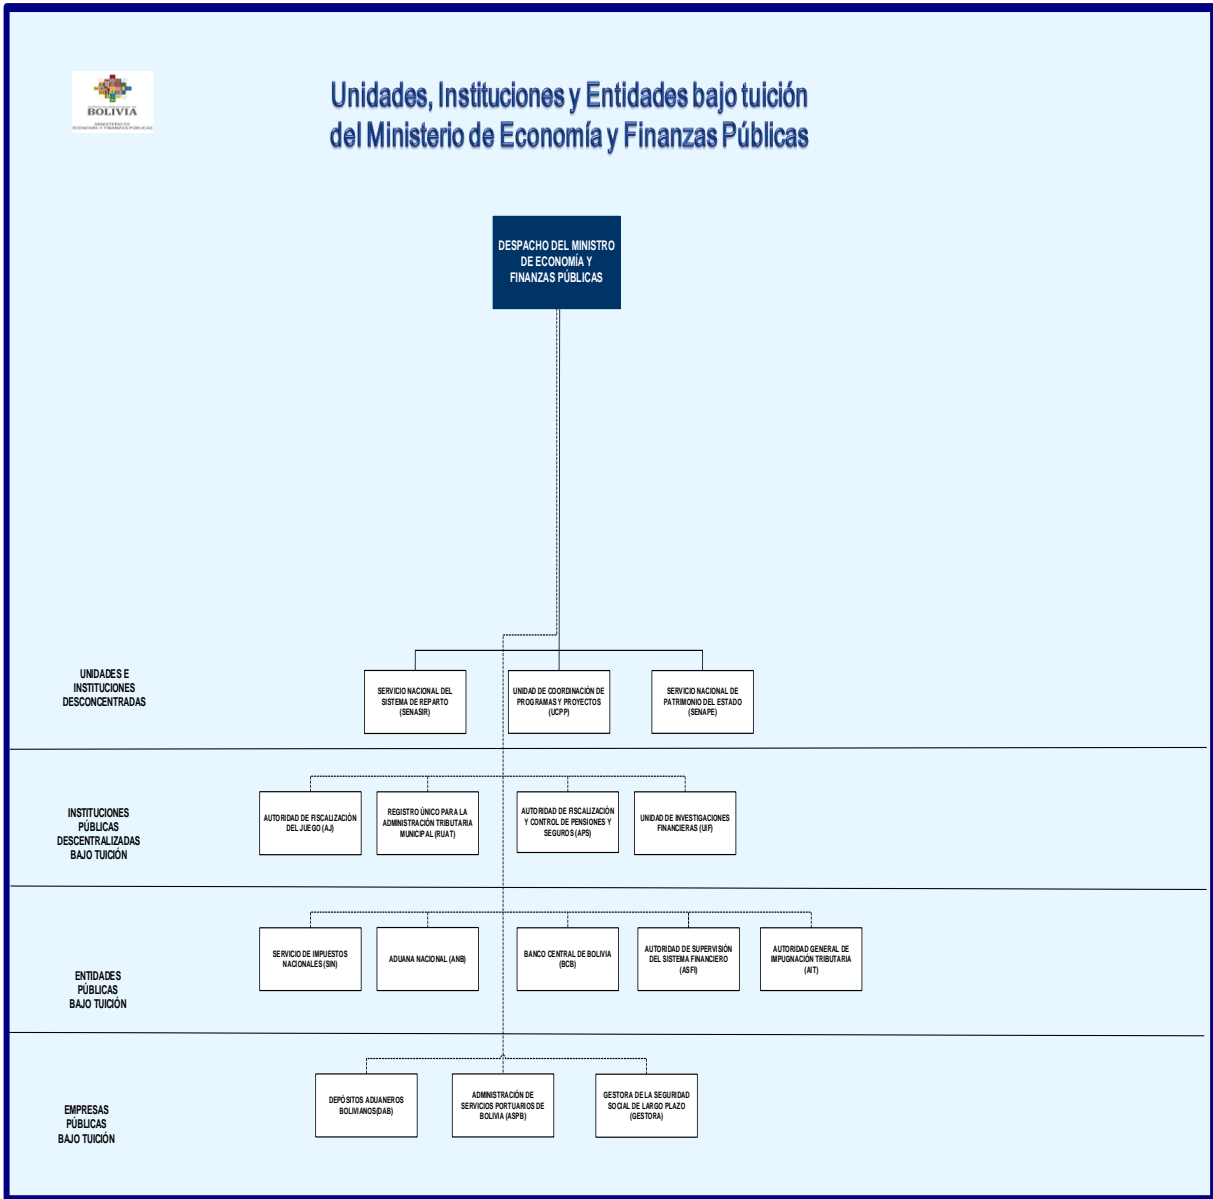 BOLIVIA
MINISTERIO DE
ECONOMÍA Y FINANZAS PÚBLICAS
Unidades, Instituciones y Entidades bajo tuición
del Ministerio de Economía y Finanzas Públicas
DESPACHO DEL MINISTRO
DE ECONOMÍA Y
FINANZAS PÚBLICAS
UNIDADES E
INSTITUCIONES
DESCONCENTRADAS
SERVICIO NACIONAL DEL
SISTEMA DE REPARTO
(SENASIR)
UNIDAD DE COORDINACIÓN DE
PROGRAMAS Y PROYECTOS
(UCPP)
SERVICIO NACIONAL DE
PATRIMONIO DEL ESTADO
(SENAPE)
INSTITUCIONES
PÚBLICAS
DESCENTRALIZADAS
BAJO TUICIÓN
AUTORIDAD DE FISCALIZACIÓN
DEL JUEGO (AJ)
REGISTRO ÚNICO PARA LA
ADMINISTRACIÓN TRIBUTARIA
MUNICIPAL (RUAT)
AUTORIDAD DE FISCALIZACIÓN
Y CONTROL DE PENSIONES Y
SEGUROS (APS)
UNIDAD DE INVESTIGACIONES
FINANCIERAS (UIF)
ENTIDADES
PÚBLICAS
BAJO TUICIÓN
SERVICIO DE IMPUESTOS
NACIONALES (SIN)
ADUANA NACIONAL (ANB)
BANCO CENTRAL DE BOLIVIA
(BCB)
AUTORIDAD DE SUPERVISIÓN
DEL SISTEMA FINANCIERO
(ASFI)
AUTORIDAD GENERAL DE
IMPUGNACIÓN TRIBUTARIA
(AIT)
EMPRESAS
PÚBLICAS
BAJO TUICIÓN
DEPÓSITOS ADUANEROS
BOLIVIANOS(DAB)
ADMINISTRACIÓN DE
SERVICIOS PORTUARIOS DE
BOLIVIA (ASPB)
GESTORA DE LA SEGURIDAD
SOCIAL DE LARGO PLAZO
(GESTORA)